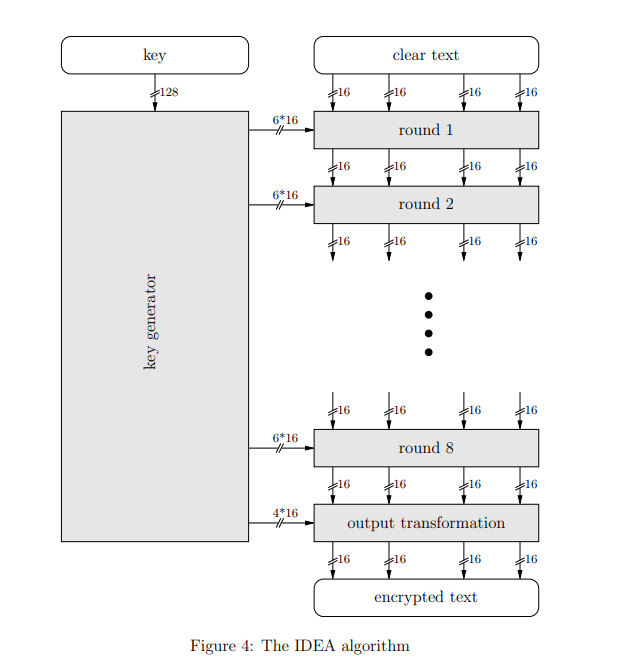 key
clear text
128
16 16 16 16
6*16
round 1
16 16 16 16
6*16
round 2
16 16 16 16
key generator
16 16 16 16
6*16
round 8
16 16 16 16
4*16
output transformation
16 16 16 16
encrypted text
Figure 4: The IDEA algorithm